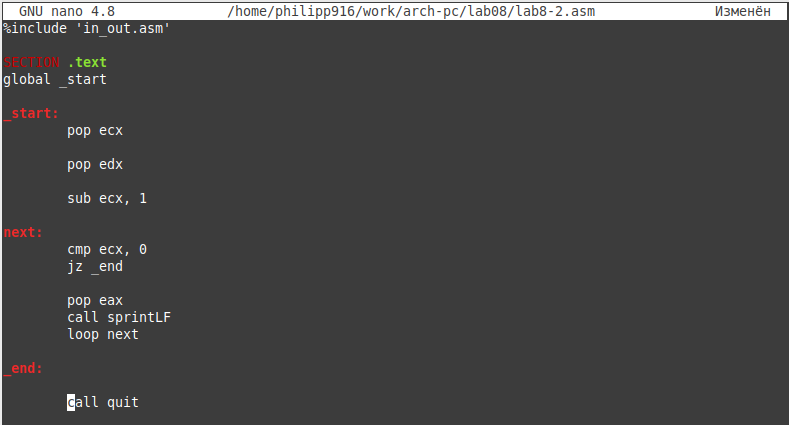 GNU nano 4.8 /home/philipp916/work/arch-pc/lab08/lab8-2.asm Изменён
%include 'in_out.asm'
SECTION .text
global _start
_start:
pop ecx
pop edx
sub ecx, 1
next:
cmp ecx, 0
jz _end
pop eax
call sprintLF
loop next
_end:
call quit